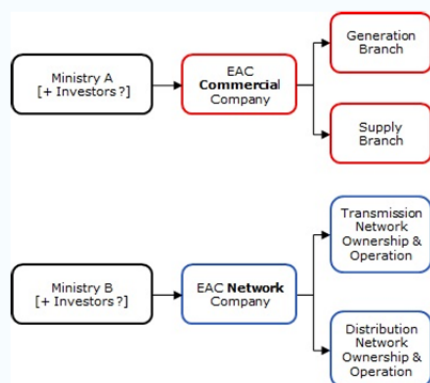 Ministry A
[+ Investors?]
EAC
Commercial
Company
Generation
Branch
Supply
Branch
Ministry B
[+ Investors?]
EAC Network
Company
Transmission
Network
Ownership &
Operation
Distribution
Network
Ownership &
Operation